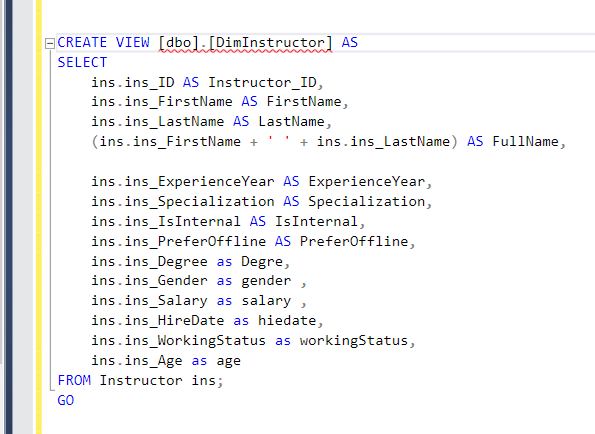 CREATE VIEW [dbo].[DimInstructor] AS
SELECT
ins.ins_ID AS Instructor_ID,
ins.ins_FirstName AS FirstName,
ins.ins_LastName AS LastName,
(ins.ins_FirstName + ' ' + ins.ins_LastName) AS FullName,
ins.ins_ExperienceYear AS ExperienceYear,
ins.ins_Specialization AS Specialization,
ins.ins_IsInternal AS IsInternal,
ins.ins_PreferOffline AS PreferOffline,
ins.ins_Degree as Degre,
ins.ins_Gender as gender ,
ins.ins_Salary as salary ,
ins.ins_HireDate as hiedate,
ins.ins_WorkingStatus as workingStatus,
ins.ins_Age as age
FROM Instructor ins;
GO